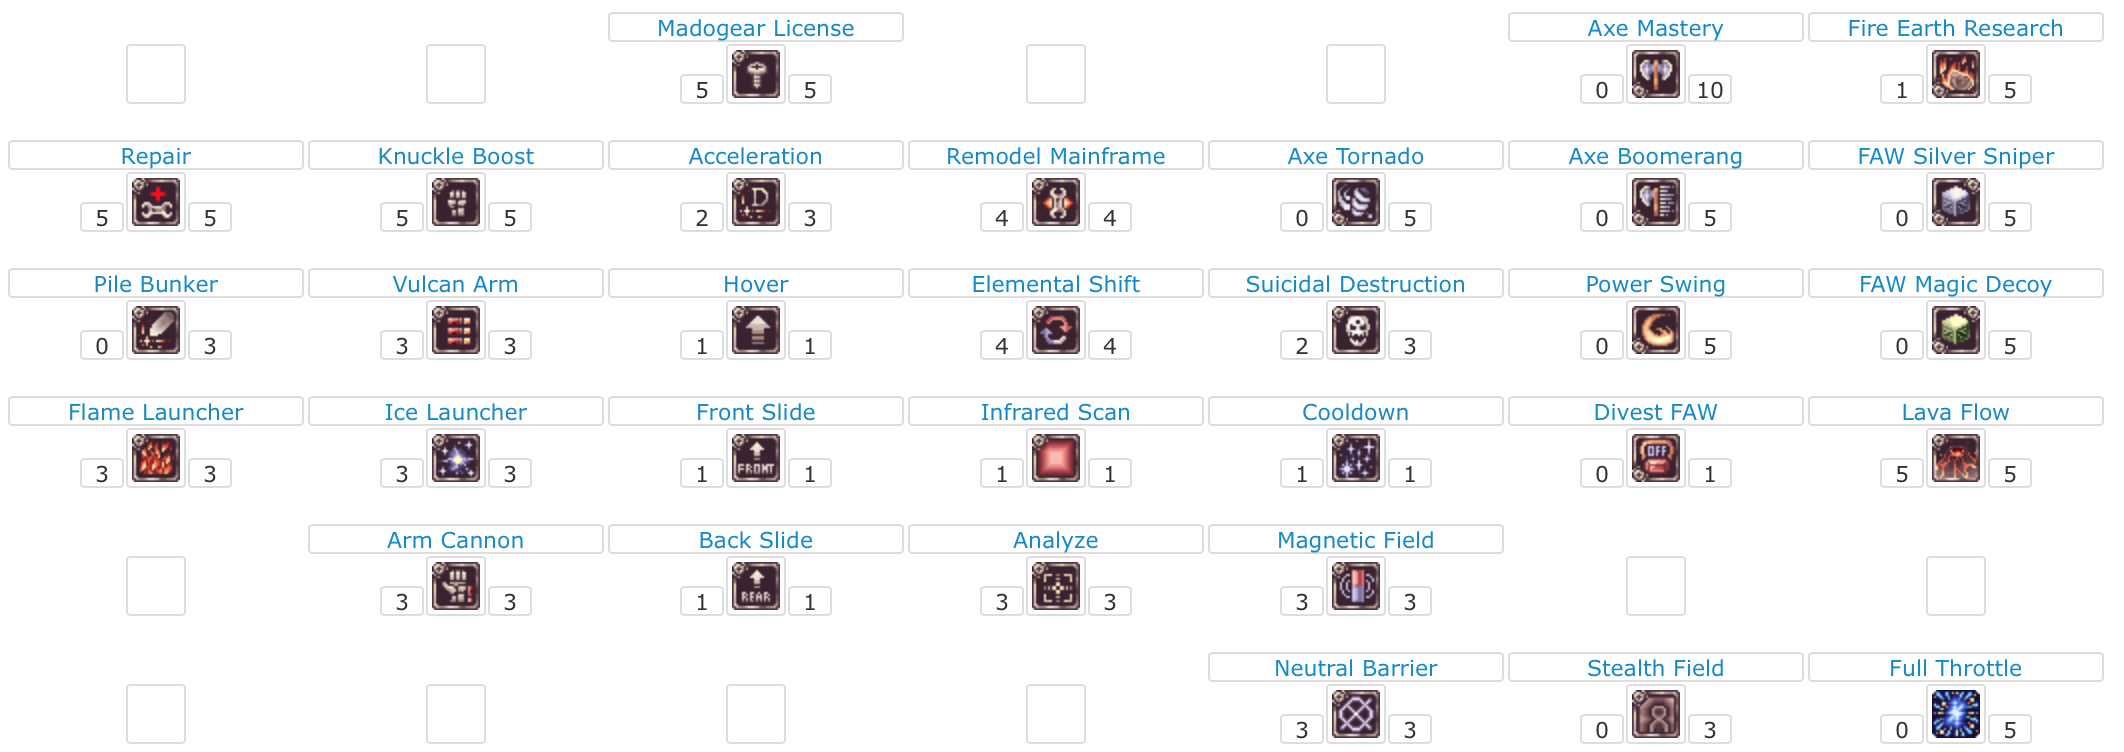 Madogear License Axe Mastery Fire Earth Research
5 5 0 10 1 5
Repair Knuckle Boost Acceleration Remodel Mainframe Axe Tornado Axe Boomerang FAW Silver Sniper
5 5 5 5 2 D 3 4 4 0 5 0 5 0 5
Pile Bunker Vulcan Arm Hover Elemental Shift Suicidal Destruction Power Swing FAW Magic Decoy
0 3 3 3 1 1 4 4 2 3 0 5 0 5
Flame Launcher Ice Launcher Front Slide Infrared Scan Cooldown Divest FAW Lava Flow
3 3 3 3 1 FRONT 1 1 1 1 1 0 OFF 1 5 5
Arm Cannon Back Slide Analyze Magnetic Field
3 3 1 REAR 1 3 3 3 3
Neutral Barrier Stealth Field Full Throttle
3 3 0 3 0 5